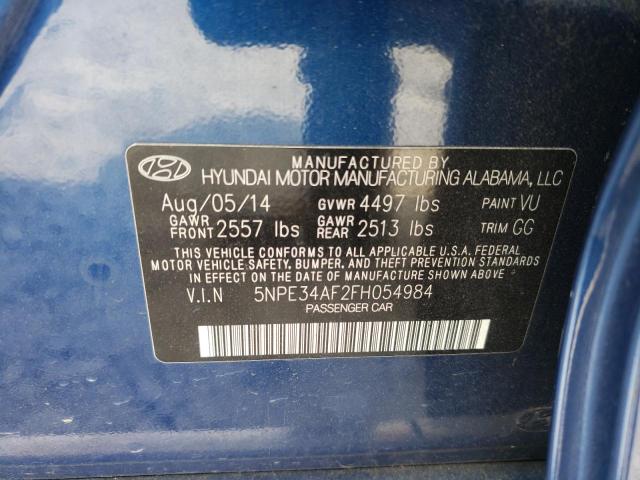 MANUFACTURED BY
HYUNDAI MOTOR MANUFACTURING ALABAMA, LLC
Aug/05/14 GVWR 4497 lbs PAINT VU
GAWR FRONT 2557 lbs GAWR REAR 2513 lbs TRIM GG
THIS VEHICLE CONFORMS TO ALL APPLICABLE U.S.A. FEDERAL
MOTOR VEHICLE SAFETY, BUMPER, AND THEFT PREVENTION STANDARDS
IN EFFECT ON THE DATE OF MANUFACTURE SHOWN ABOVE.
V.I.N 5NPE34AF2FH054984
PASSENGER CAR